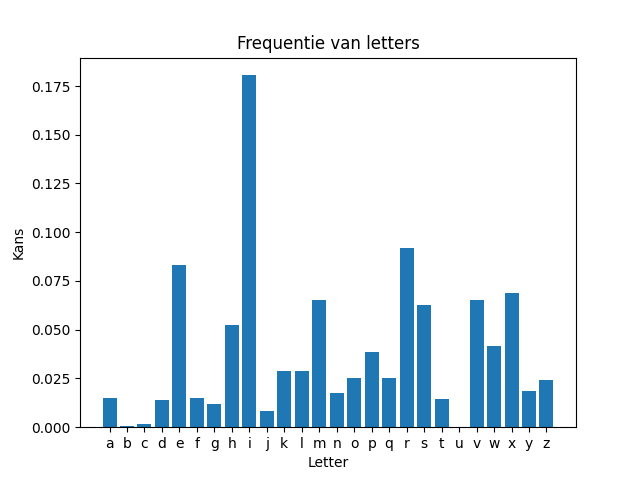 Frequentie van letters
0.175
0.150
0.125
0.100
0.075
0.050
0.025
0.000
Kans
a b c d e f g h i j k l m n o p q r s t u v w x y z
Letter